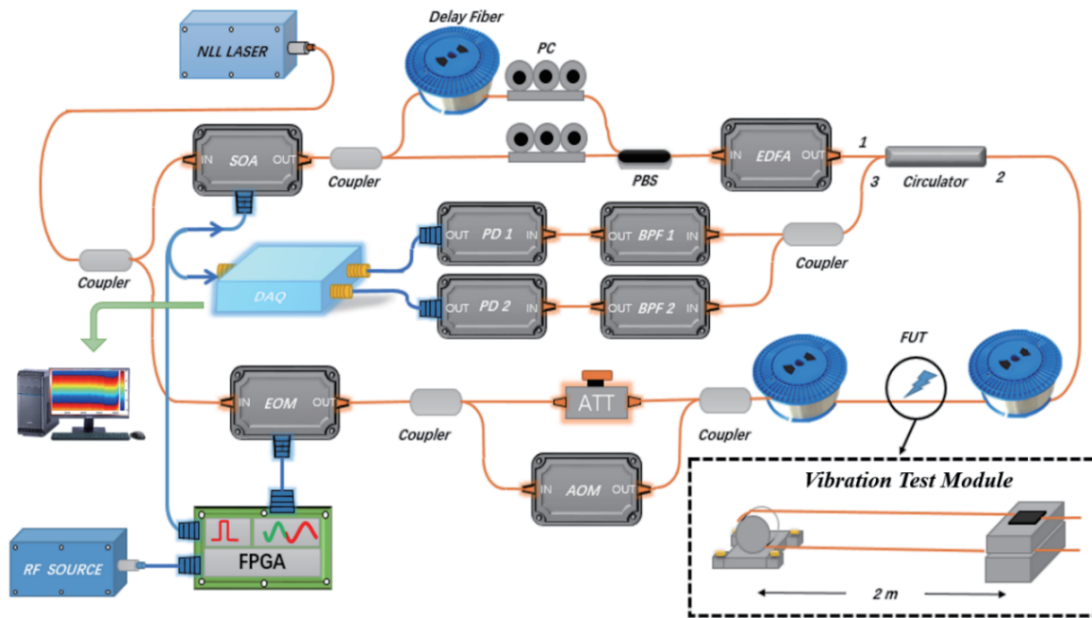 Delay Fiber
NLL LASER
PC
IN SOA OUT
Coupler
PBS
IN EDFA OUT
1
3
Circulator
2
Coupler
OUT PD 1 IN
OUT BPF 1 IN
Coupler
DAQ
OUT PD 2 IN
OUT BPF 2 IN
FUT
IN EOM OUT
Coupler
ATT
Coupler
IN AOM OUT
Vibration Test Module
2 m
FPGA
RF SOURCE